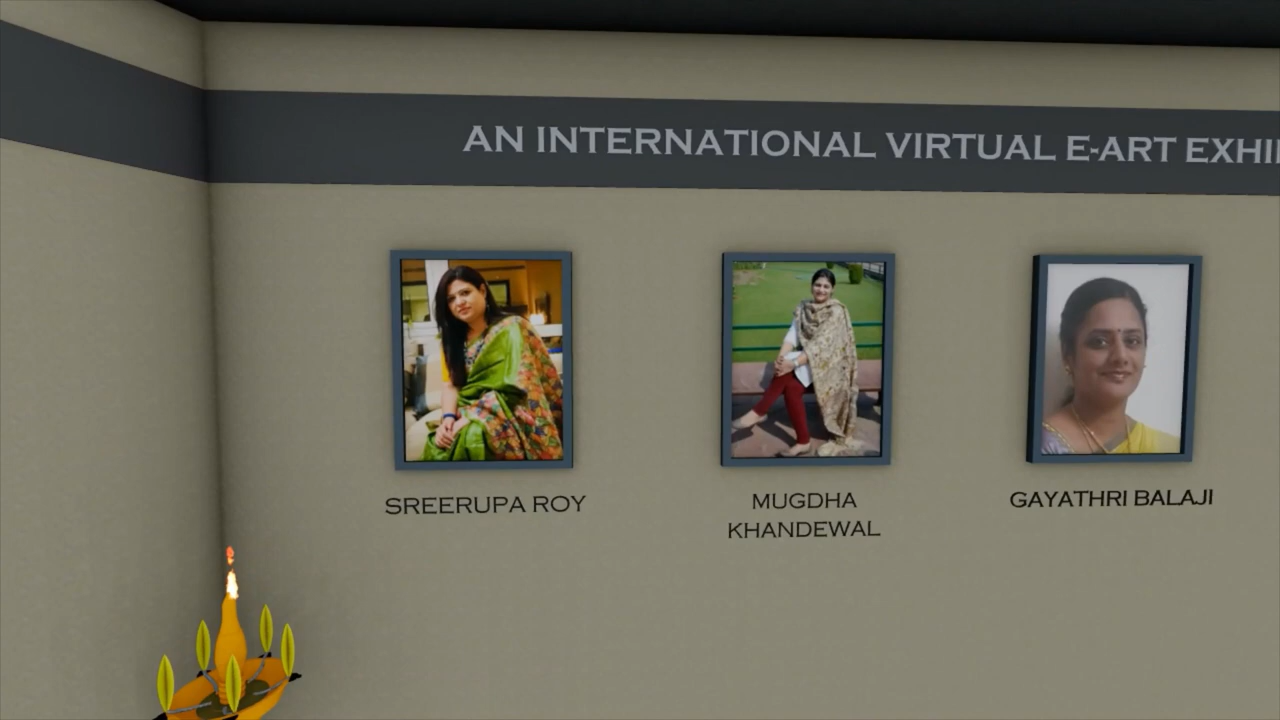 AN INTERNATIONAL VIRTUAL E-ART
SREERUPA ROY
MUGDHA
KHANDEWAL
GAYATHRI BALAJI